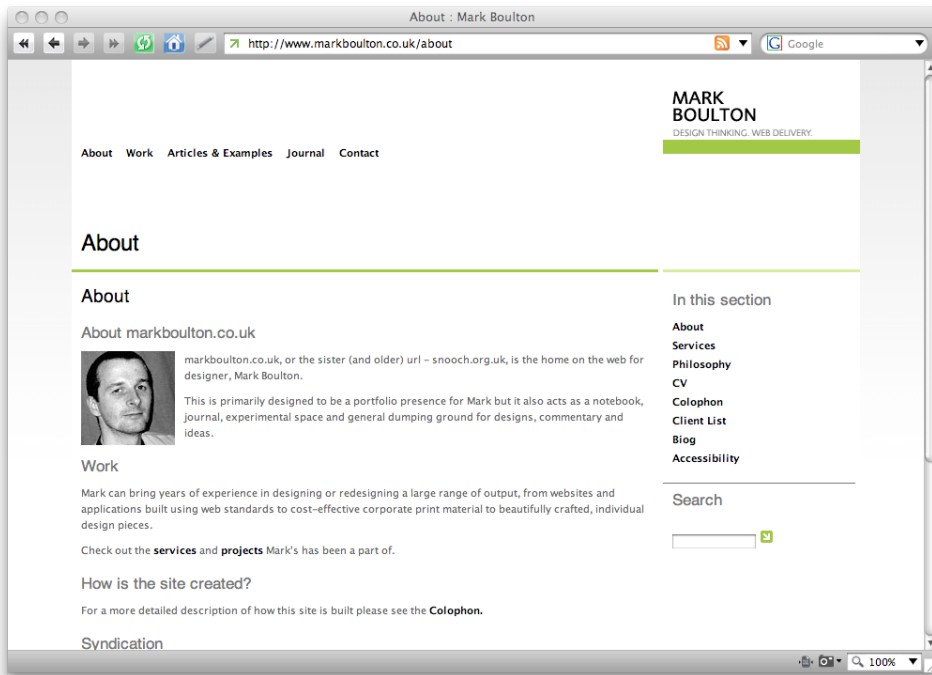 About : Mark Boulton
http://www.markboulton.co.uk/about
Google
MARK
BOULTON
DESIGN THINKING. WEB DELIVERY.
About Work Articles & Examples Journal Contact
About
About
About markboulton.co.uk
markboulton.co.uk, or the sister (and older) url – snooch.org.uk, is the home on the web for
designer, Mark Boulton.
This is primarily designed to be a portfolio presence for Mark but it also acts as a notebook,
journal, experimental space and general dumping ground for designs, commentary and
ideas.
Work
Mark can bring years of experience in designing or redesigning a large range of output, from websites and
applications built using web standards to cost-effective corporate print material to beautifully crafted, individual
design pieces.
Check out the services and projects Mark's has been a part of.
How is the site created?
For a more detailed description of how this site is built please see the Colophon.
Syndication
In this section
About
Services
Philosophy
CV
Colophon
Client List
Blog
Accessibility
Search
100%